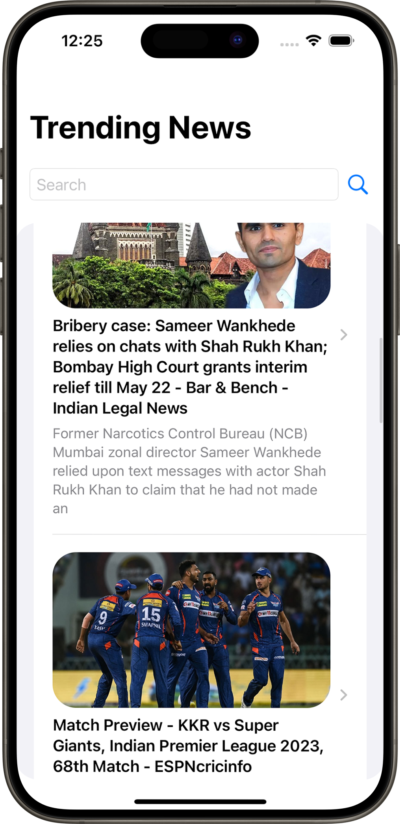 12:25
Trending News
Search
Bribery case: Sameer Wankhede
relies on chats with Shah Rukh Khan;
Bombay High Court grants interim
relief till May 22 - Bar & Bench -
Indian Legal News
Former Narcotics Control Bureau (NCB)
Mumbai zonal director Sameer Wankhede
relied upon text messages with actor Shah
Rukh Khan to claim that he had not made
an
9
15
Match Preview - KKR vs Super
Giants, Indian Premier League 2023,
68th Match - ESPNcricinfo